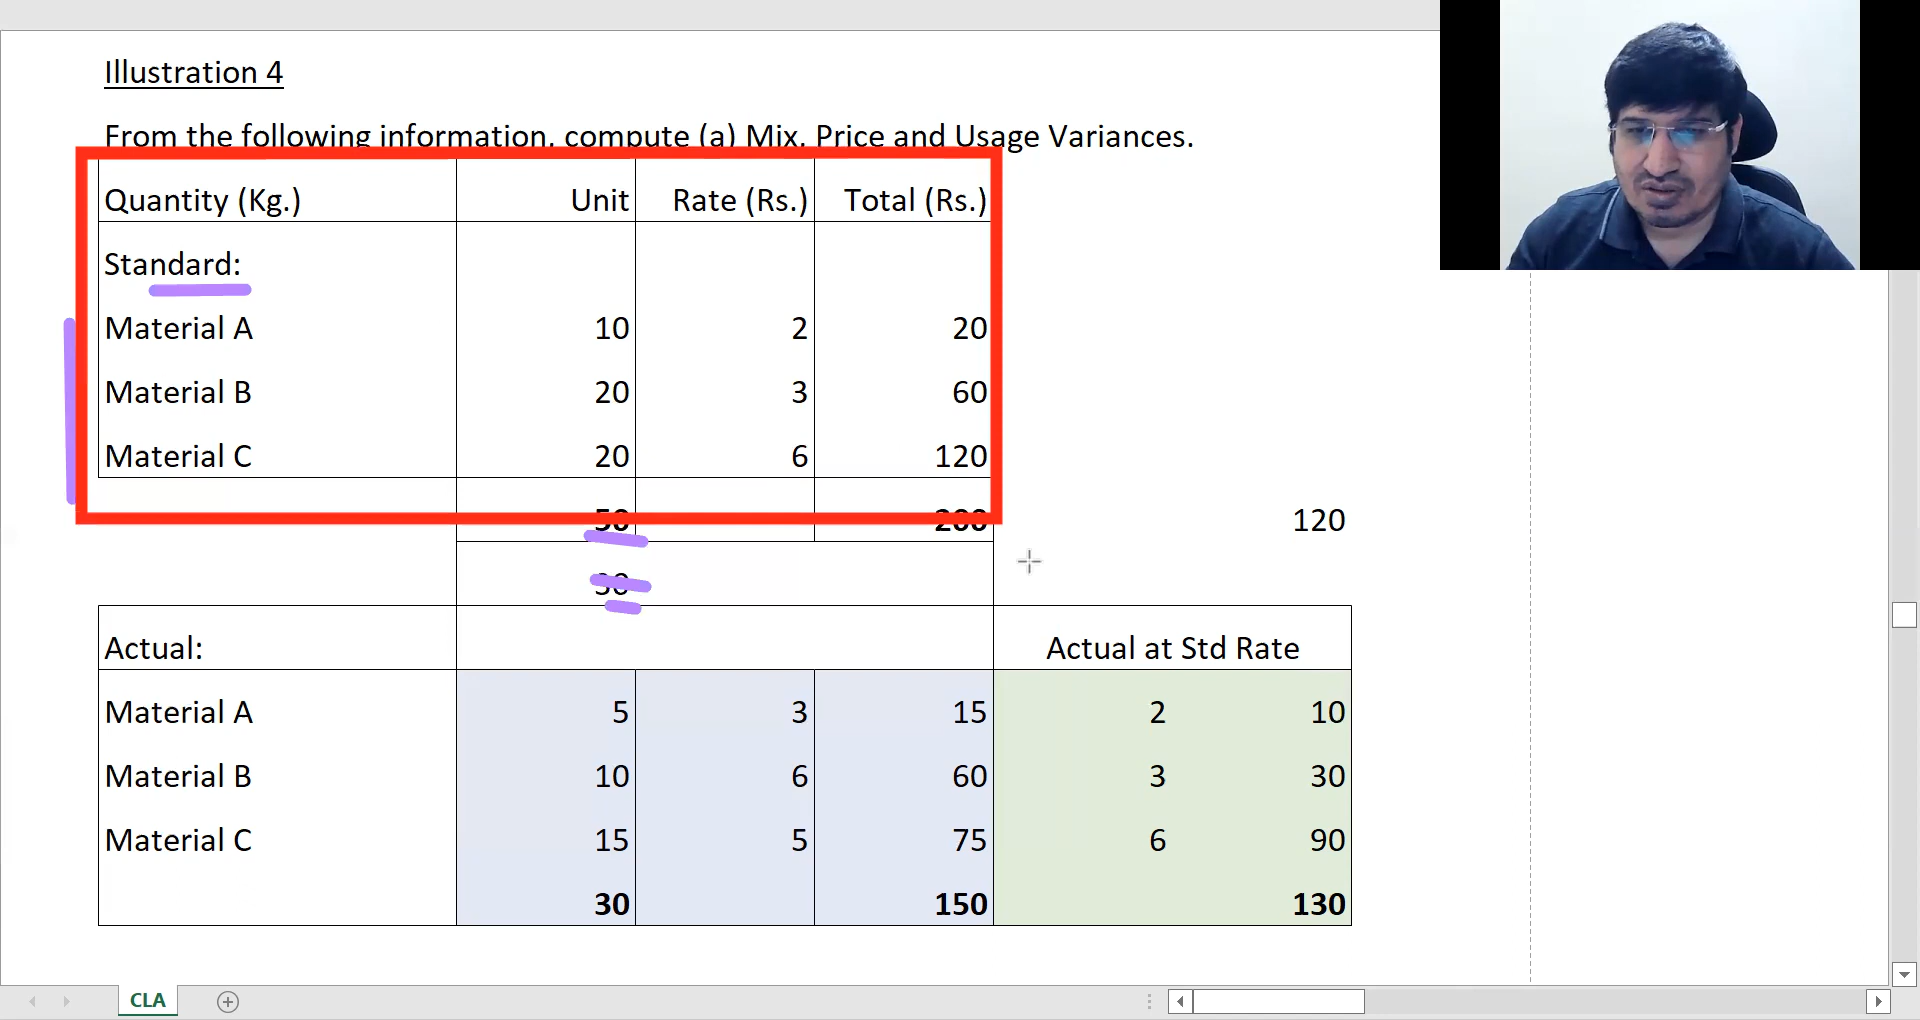 Illustration 4
From the following information, compute (a) Mix, Price and Usage Variances.
Quantity (Kg.) Unit Rate (Rs.) Total (Rs.)
Standard:
Material A 10 2 20
Material B 20 3 60
Material C 20 6 120
50 200 120
30
Actual: Actual at Std Rate
Material A 5 3 15 2 10
Material B 10 6 60 3 30
Material C 15 5 75 6 90
30 150 130
CLA